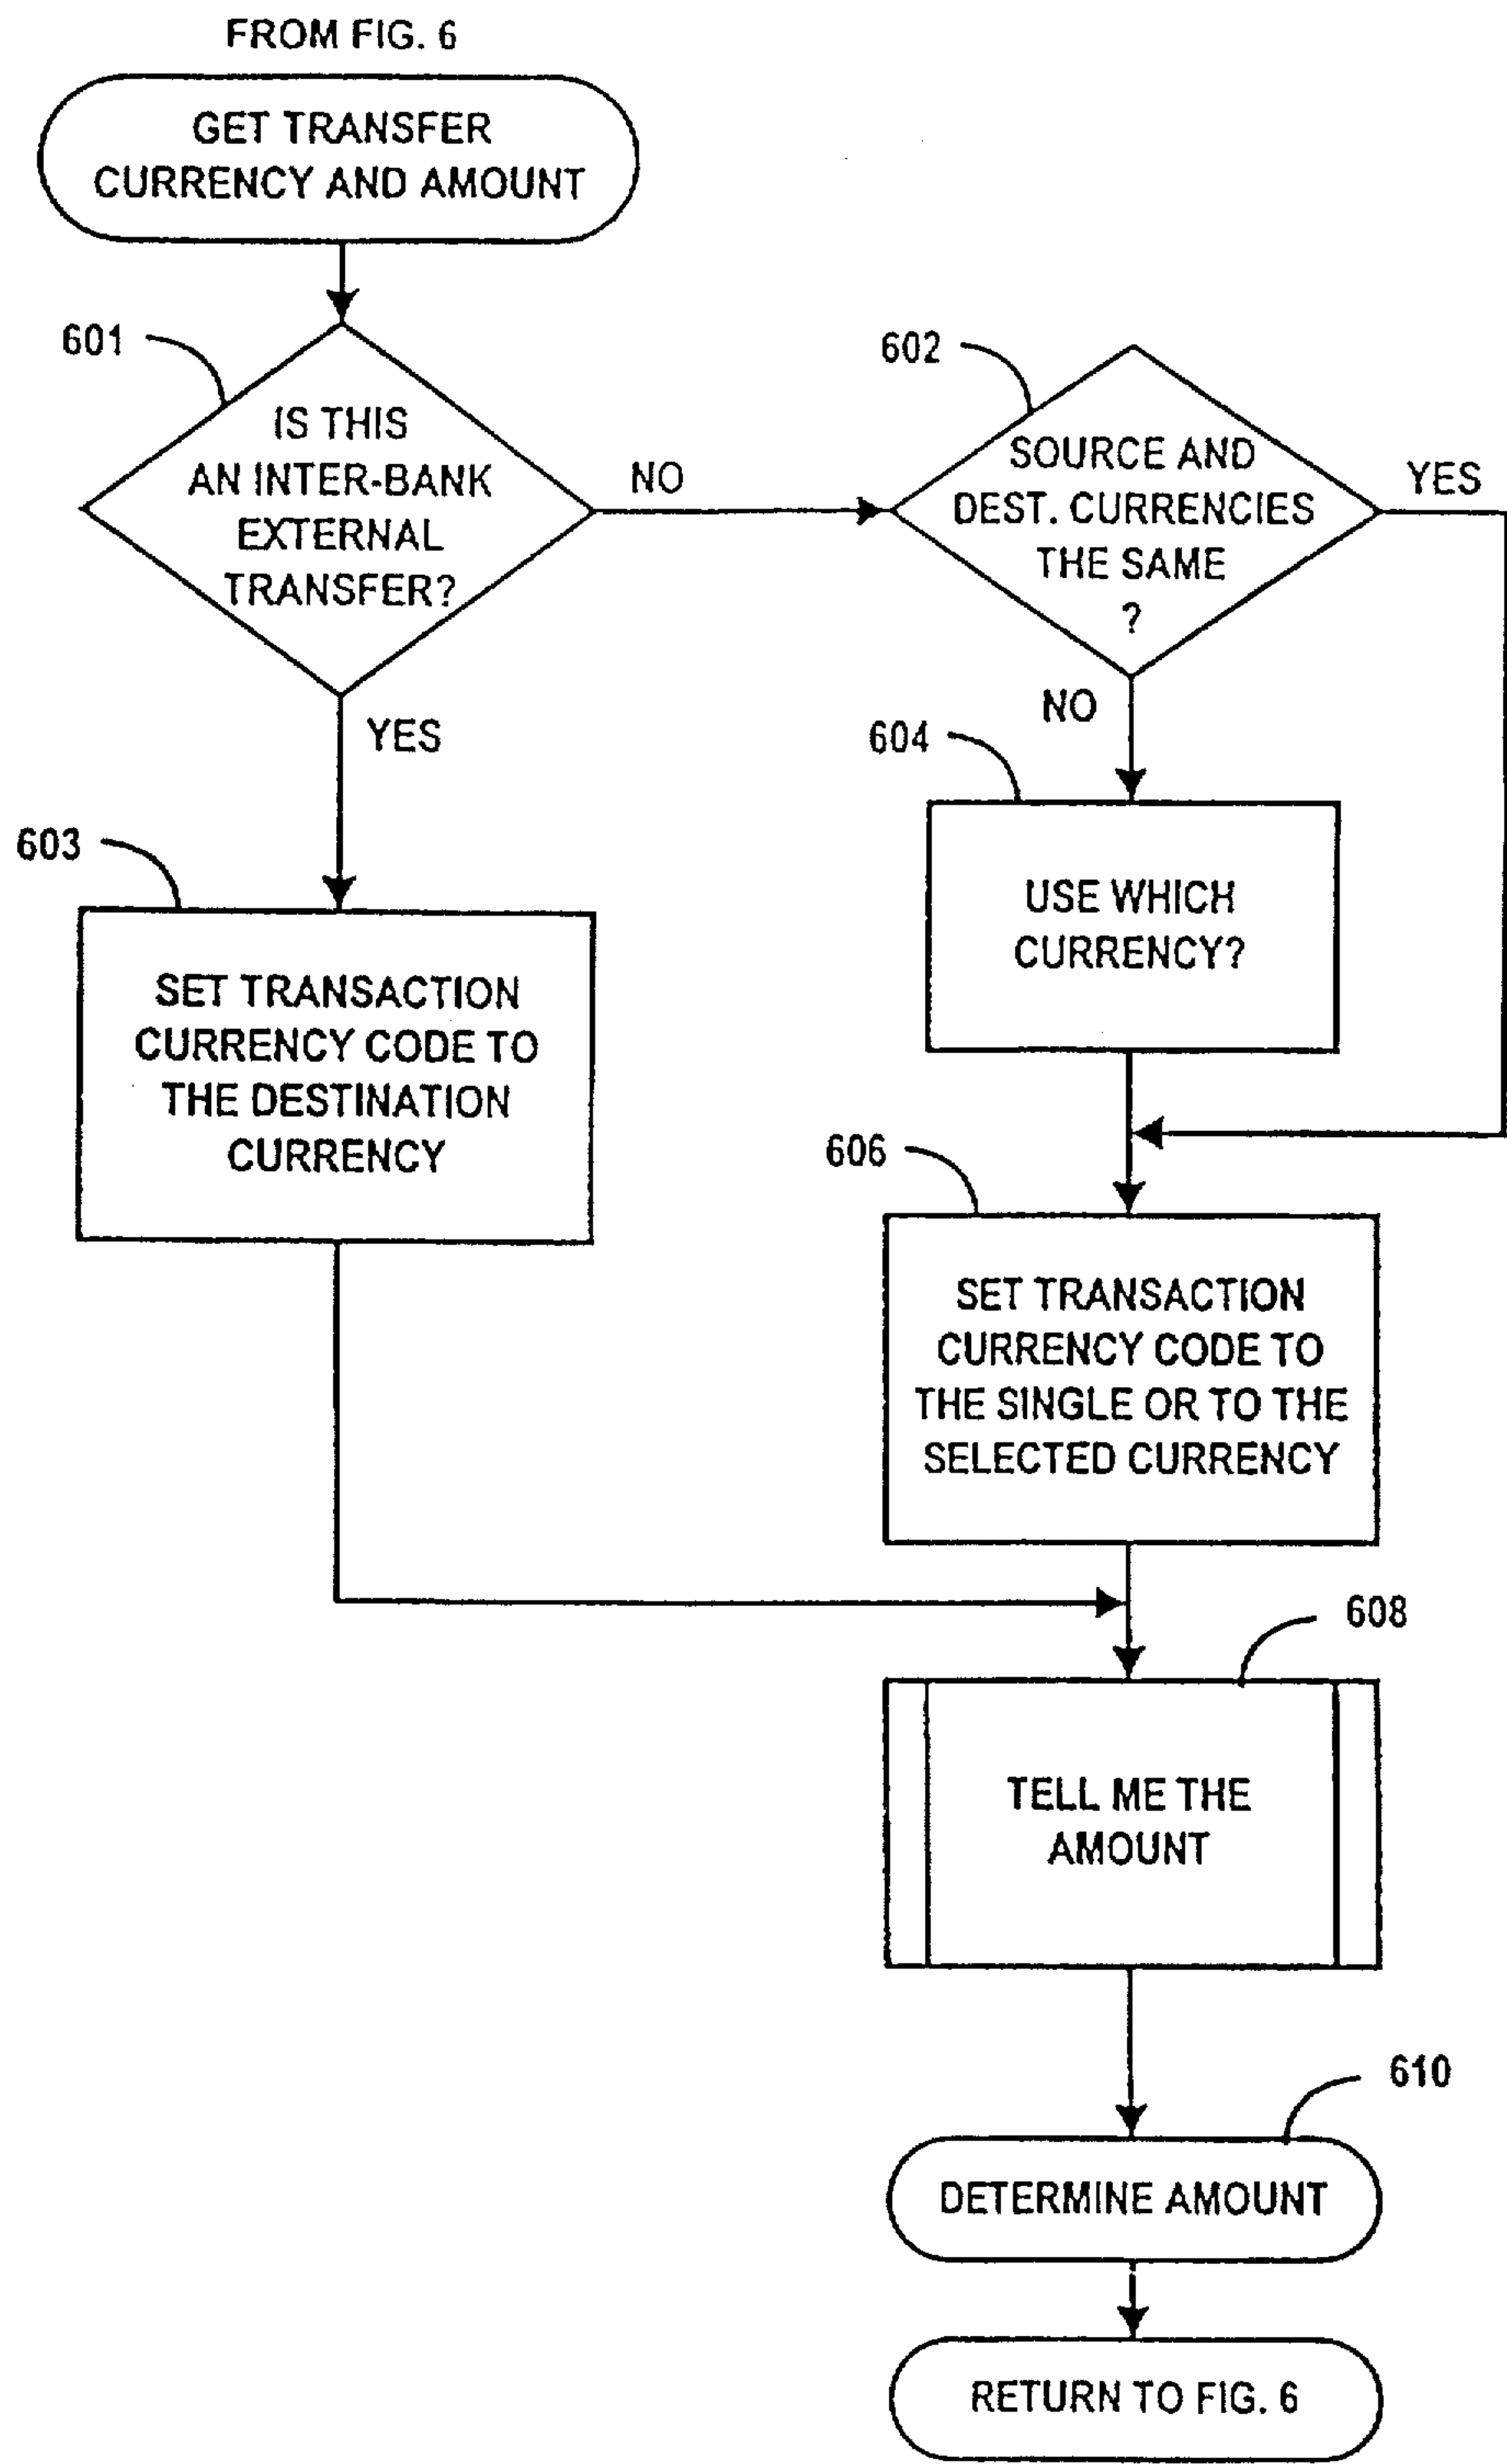 FROM FIG. 6
GET TRANSFER
CURRENCY AND AMOUNT
601
IS THIS
AN INTER-BANK
EXTERNAL
TRANSFER?
NO
YES
602
SOURCE AND
DEST. CURRENCIES
THE SAME
?
YES
NO
603
SET TRANSACTION
CURRENCY CODE TO
THE DESTINATION
CURRENCY
604
USE WHICH
CURRENCY?
606
SET TRANSACTION
CURRENCY CODE TO
THE SINGLE OR TO THE
SELECTED CURRENCY
608
TELL ME THE
AMOUNT
610
DETERMINE AMOUNT
RETURN TO FIG. 6